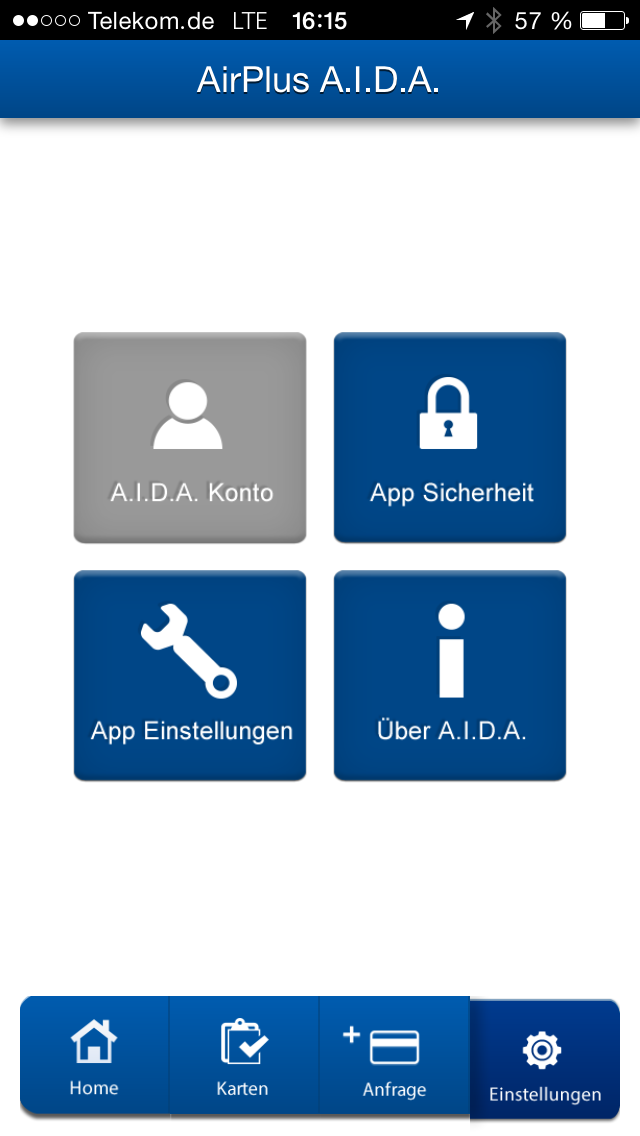 Telekom.de LTE 16:15 57 %
AirPlus A.I.D.A.
A.I.D.A. Konto
App Sicherheit
App Einstellungen
Über A.I.D.A.
Home
Karten
Anfrage
Einstellungen